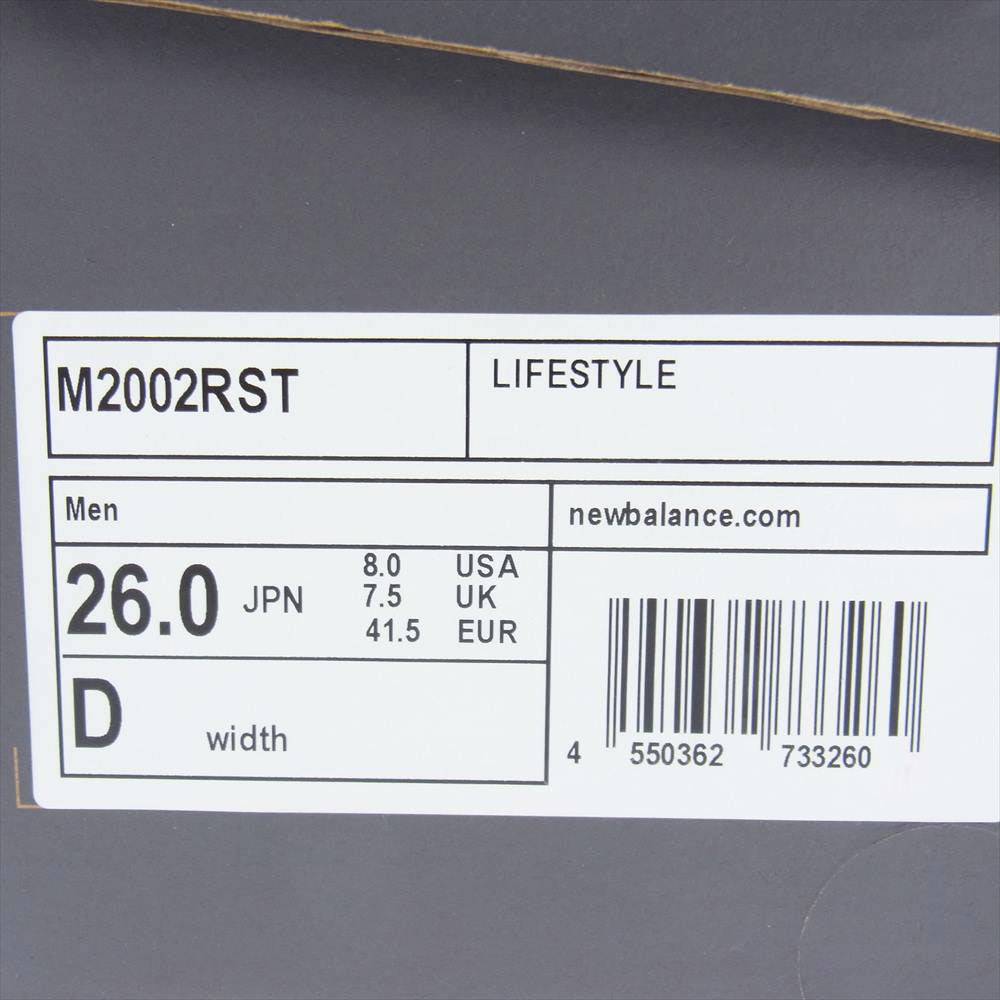 M2002RST
LIFESTYLE
Men
newbalance.com
26.0 JPN
8.0 USA
7.5 UK
41.5 EUR
D width
4 550362 733260